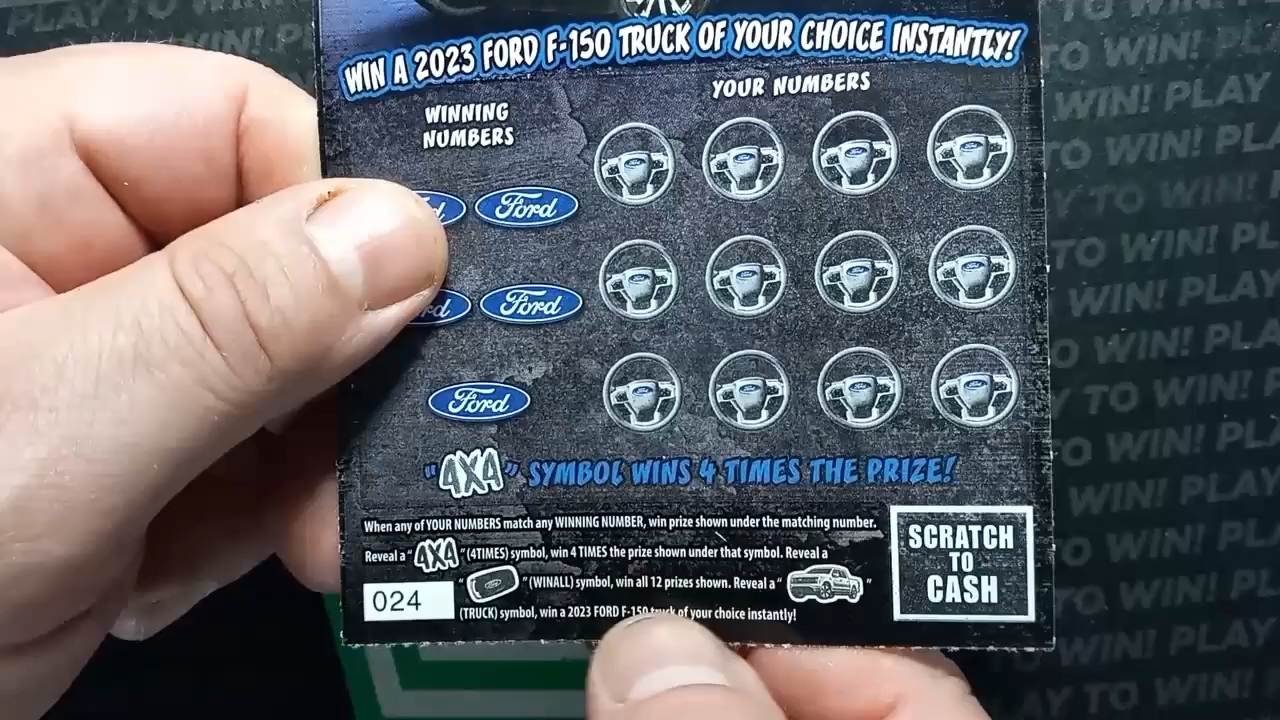 WIN A 2023 FORD F-150 TRUCK OF YOUR CHOICE INSTANTLY!
WINNING
NUMBERS
YOUR NUMBERS
Ford
Ford
Ford
"4X4" SYMBOL WINS 4 TIMES THE PRIZE!
When any of YOUR NUMBERS match any WINNING NUMBER, win prize shown under the matching number.
Reveal a "4X4" (4TIMES) symbol, win 4 TIMES the prize shown under that symbol. Reveal a
" " (WINALL) symbol, win all 12 prizes shown. Reveal a " "
(TRUCK) symbol, win a 2023 FORD F-150 truck of your choice instantly!
024
SCRATCH
TO
CASH
TO WIN! PLAY